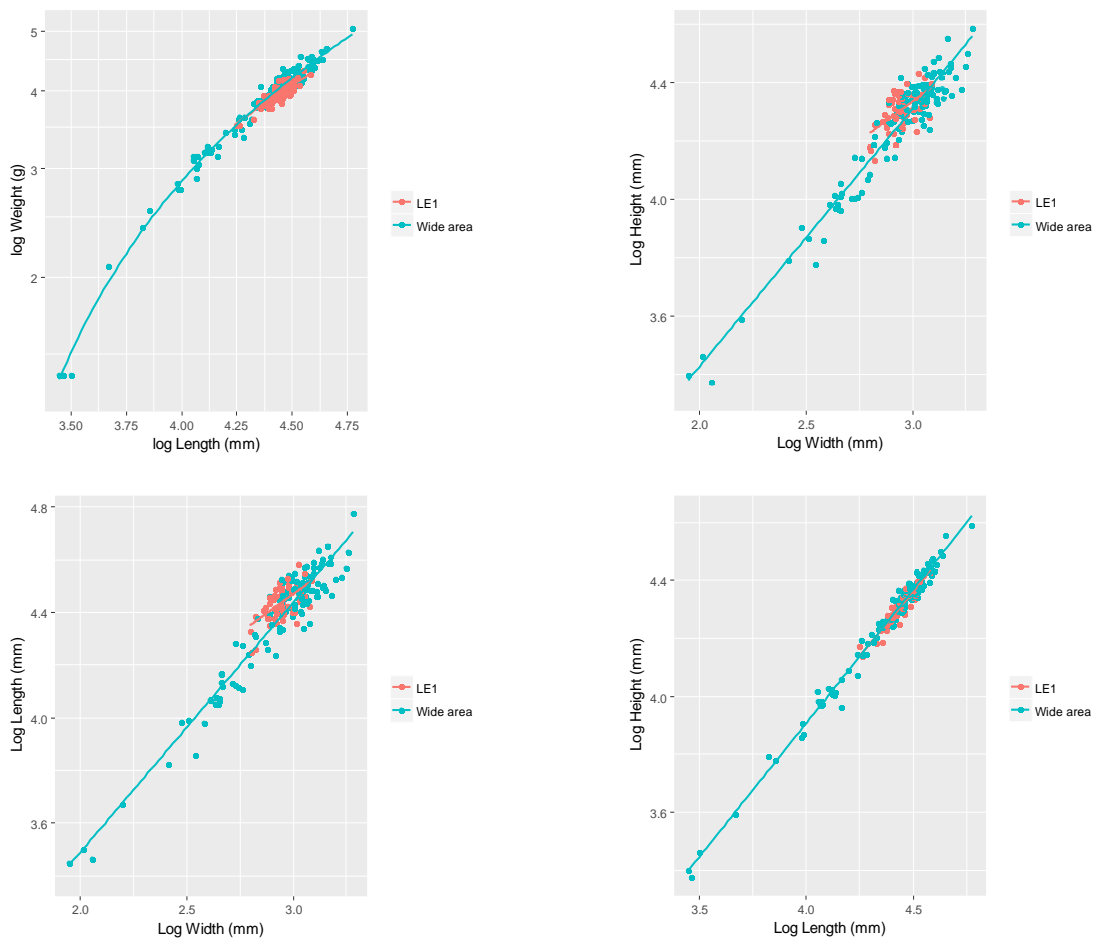 5
4
3
2
log Weight (g)
3.50 3.75 4.00 4.25 4.50 4.75
log Length (mm)
LE1
Wide area
4.4
4.0
3.6
Log Height (mm)
2.0 2.5 3.0
Log Width (mm)
LE1
Wide area
4.8
4.4
4.0
3.6
Log Length (mm)
2.0 2.5 3.0
Log Width (mm)
LE1
Wide area
4.4
4.0
3.6
Log Height (mm)
3.5 4.0 4.5
Log Length (mm)
LE1
Wide area